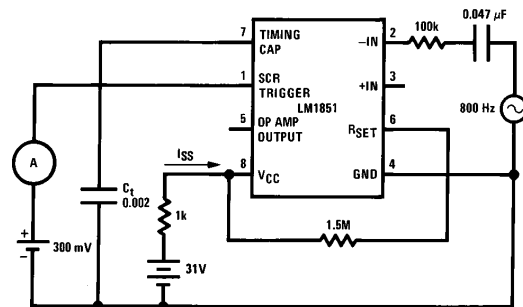 7
TIMING
CAP
2
–IN
100k
0.047 μF
1
SCR
TRIGGER
LM1851
+IN
3
800 Hz
5
OP AMP
OUTPUT
RSET
6
A
ISS
8
VCC
GND
4
Ct
0.002
1k
1.5M
+
–
300 mV
31V